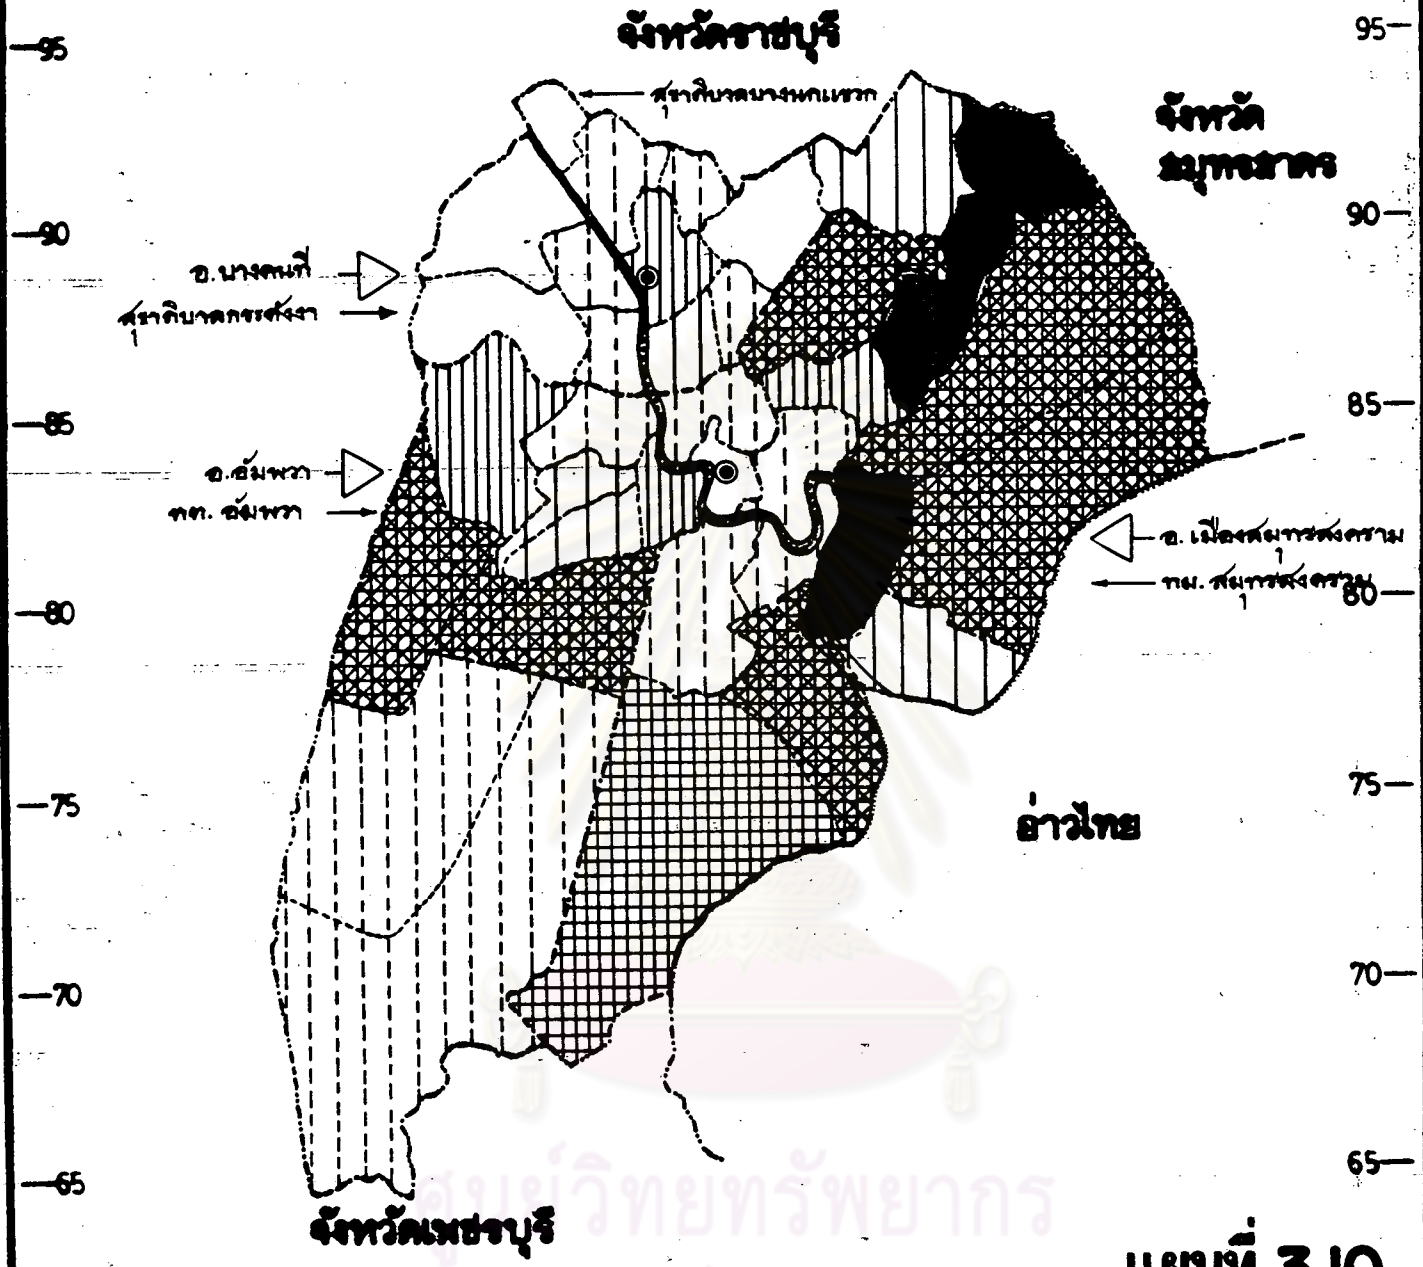 จังหวัดราชบุรี
95
95
สุขาภิบาลบางนกแขวก
จังหวัด
สมุทรสาคร
90
90
อ.บางคนที
สุขาภิบาลกระดังงา
85
85
อ.อัมพวา
ทต. อัมพวา
อ. เมืองสมุทรสงคราม
ทม. สมุทรสงคราม
80
80
75
75
อ่าวไทย
70
70
65
65
ศูนย์วิทยทรัพยากร
จังหวัดเพชรบุรี
แผนที่ 3.10